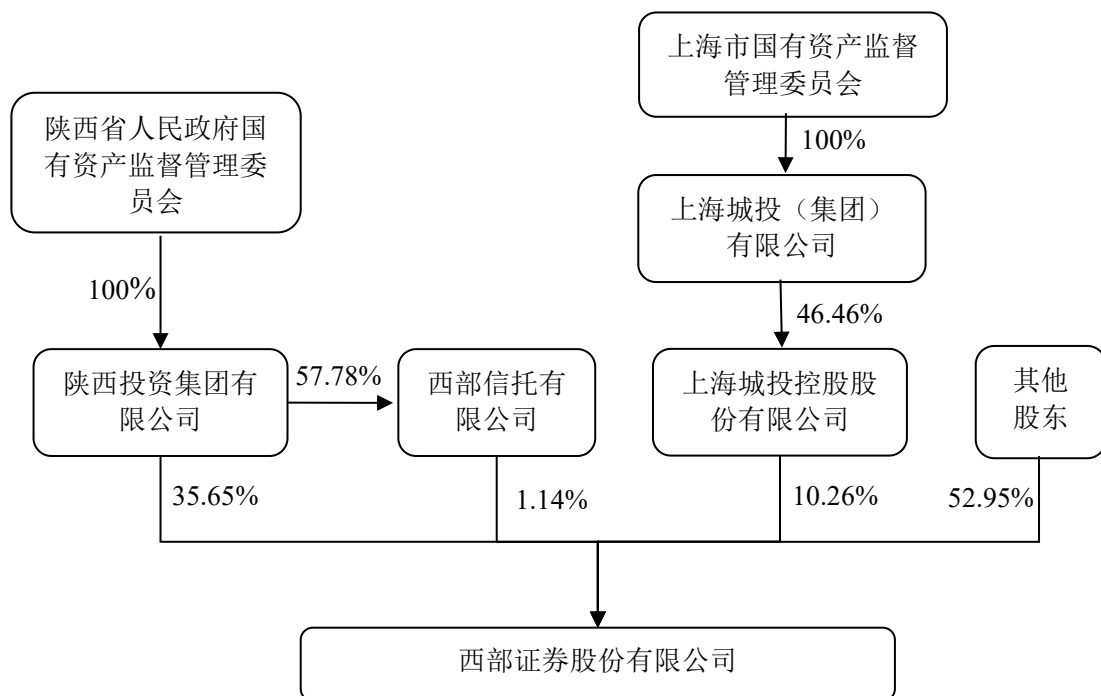 上海市国有资产监督
管理委员会
陕西省人民政府国
有资产监督管理委
员会
100%
上海城投（集团）
有限公司
100%
46.46%
陕西投资集团有
限公司
57.78%
西部信托有
限公司
上海城投控股股
份有限公司
其他
股东
35.65%
1.14%
10.26%
52.95%
西部证券股份有限公司